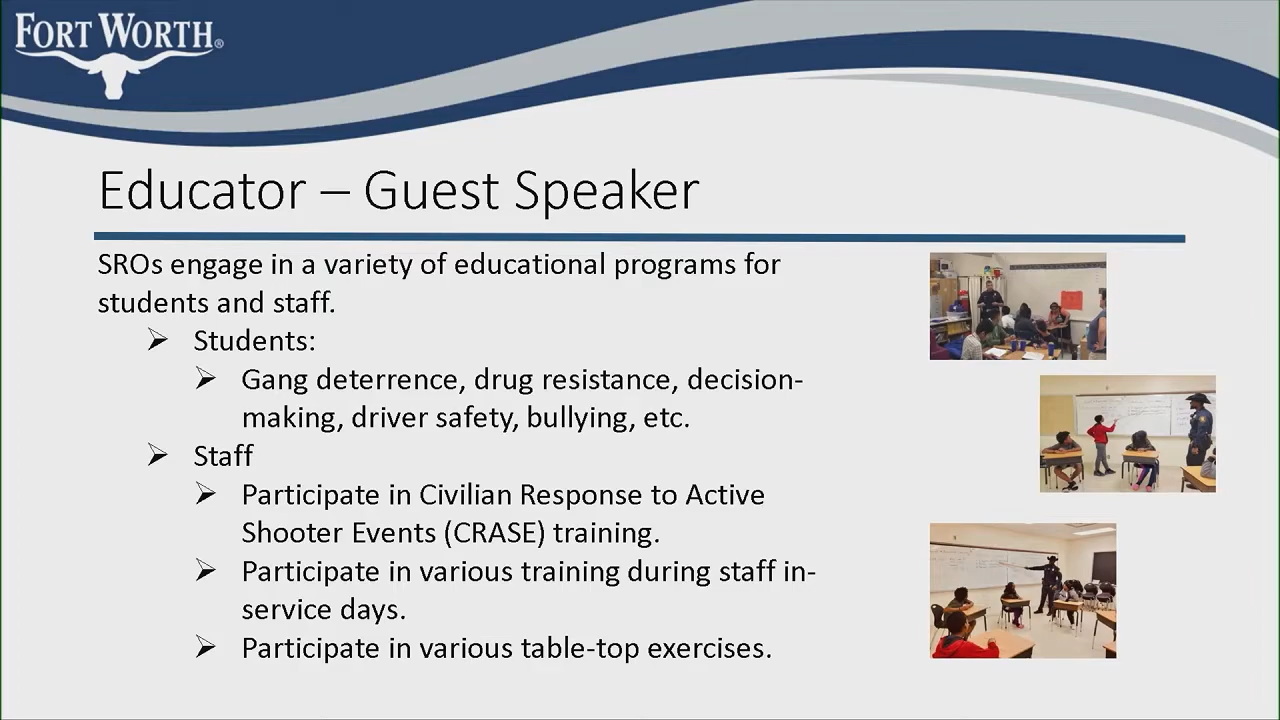 FORT WORTH®
Educator – Guest Speaker
SROs engage in a variety of educational programs for
students and staff.
➢ Students:
➢ Gang deterrence, drug resistance, decision-
making, driver safety, bullying, etc.
➢ Staff
➢ Participate in Civilian Response to Active
Shooter Events (CRASE) training.
➢ Participate in various training during staff in-
service days.
➢ Participate in various table-top exercises.